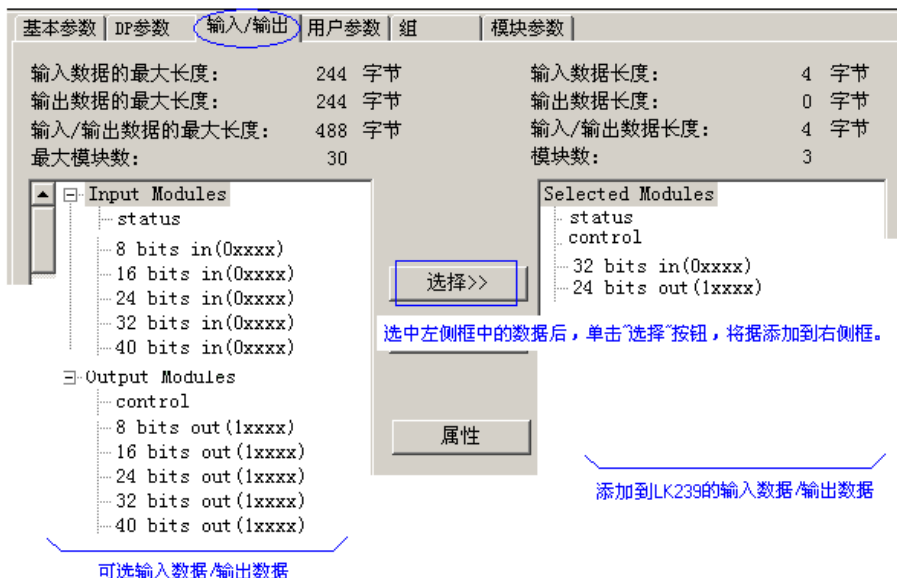 基本参数 DP参数 输入/输出 用户参数 组 模块参数
输入数据的最大长度: 244 字节 输入数据长度: 4 字节
输出数据的最大长度: 244 字节 输出数据长度: 0 字节
输入/输出数据的最大长度: 488 字节 输入/输出数据长度: 4 字节
最大模块数: 30 模块数: 3
Input Modules
status
8 bits in(0xxxx)
16 bits in(0xxxx)
24 bits in(0xxxx)
32 bits in(0xxxx)
40 bits in(0xxxx)
Output Modules
control
8 bits out(1xxxx)
16 bits out(1xxxx)
24 bits out(1xxxx)
32 bits out(1xxxx)
40 bits out(1xxxx)
可选输入数据/输出数据
选择>>
选中左侧框中的数据后，单击“选择”按钮，将据添加到右侧框。
属性
Selected Modules
status
control
32 bits in(0xxxx)
24 bits out(1xxxx)
添加到LK239的输入数据/输出数据